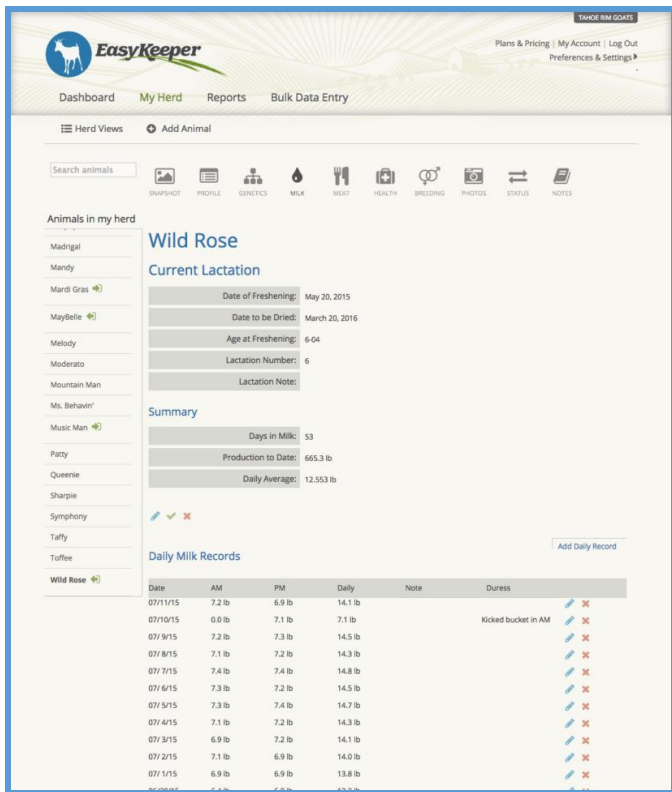 TAHOE RIM GOATS
EasyKeeper
Plans & Pricing | My Account | Log Out
Preferences & Settings
Dashboard My Herd Reports Bulk Data Entry
Herd Views Add Animal
Search animals
SNAPSHOT PROFILE GENETICS MILK MEAT HEALTH BREEDING PHOTOS STATUS NOTES
Animals in my herd
Madrigal
Mandy
Mardi Gras
MayBelle
Melody
Moderato
Mountain Man
Ms. Behavin'
Music Man
Patty
Queenie
Sharpie
Symphony
Taffy
Toffee
Wild Rose
Wild Rose
Current Lactation
Date of Freshening: May 20, 2015
Date to be Dried: March 20, 2016
Age at Freshening: 6-04
Lactation Number: 6
Lactation Note:
Summary
Days in Milk: 53
Production to Date: 665.3 lb
Daily Average: 12.553 lb
Add Daily Record
Daily Milk Records
Date AM PM Daily Note Duress
07/11/15 7.2 lb 6.9 lb 14.1 lb
07/10/15 0.0 lb 7.1 lb 7.1 lb Kicked bucket in AM
07/ 9/15 7.2 lb 7.3 lb 14.5 lb
07/ 8/15 7.1 lb 7.2 lb 14.3 lb
07/ 7/15 7.4 lb 7.4 lb 14.8 lb
07/ 6/15 7.3 lb 7.2 lb 14.5 lb
07/ 5/15 7.3 lb 7.4 lb 14.7 lb
07/ 4/15 7.1 lb 7.2 lb 14.3 lb
07/ 3/15 6.9 lb 7.2 lb 14.1 lb
07/ 2/15 7.1 lb 6.9 lb 14.0 lb
07/ 1/15 6.9 lb 6.9 lb 13.8 lb